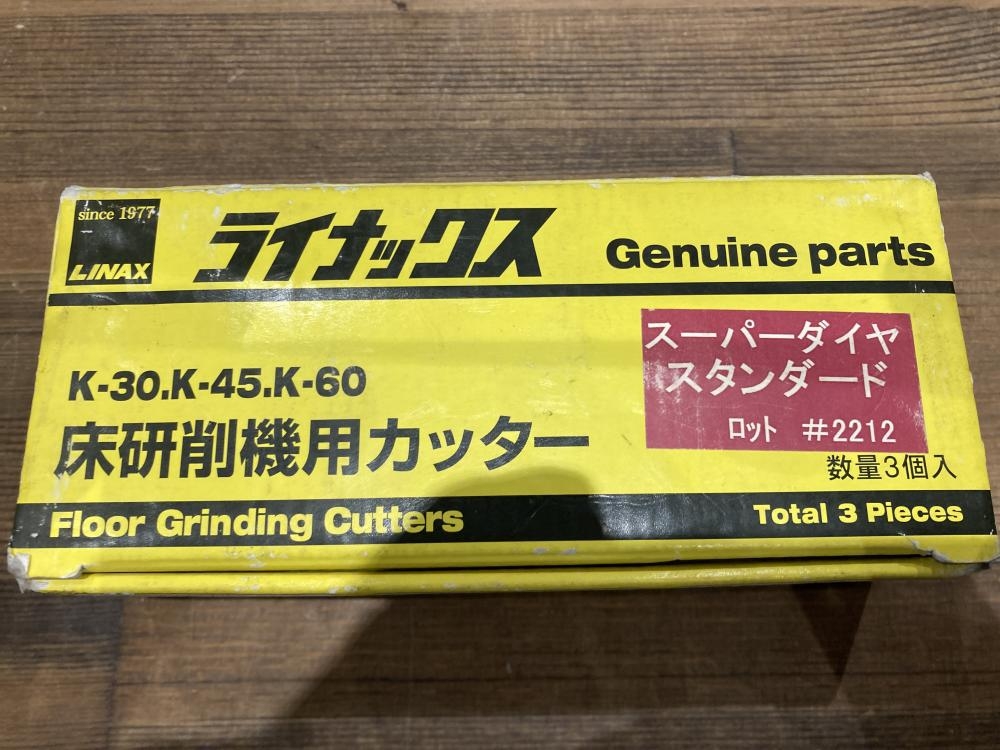 since 1977
LINAX
ライナックス
Genuine parts
K-30.K-45.K-60
床研削機用カッター
スーパーダイヤ
スタンダード
ロット #2212
数量3個入
Floor Grinding Cutters
Total 3 Pieces